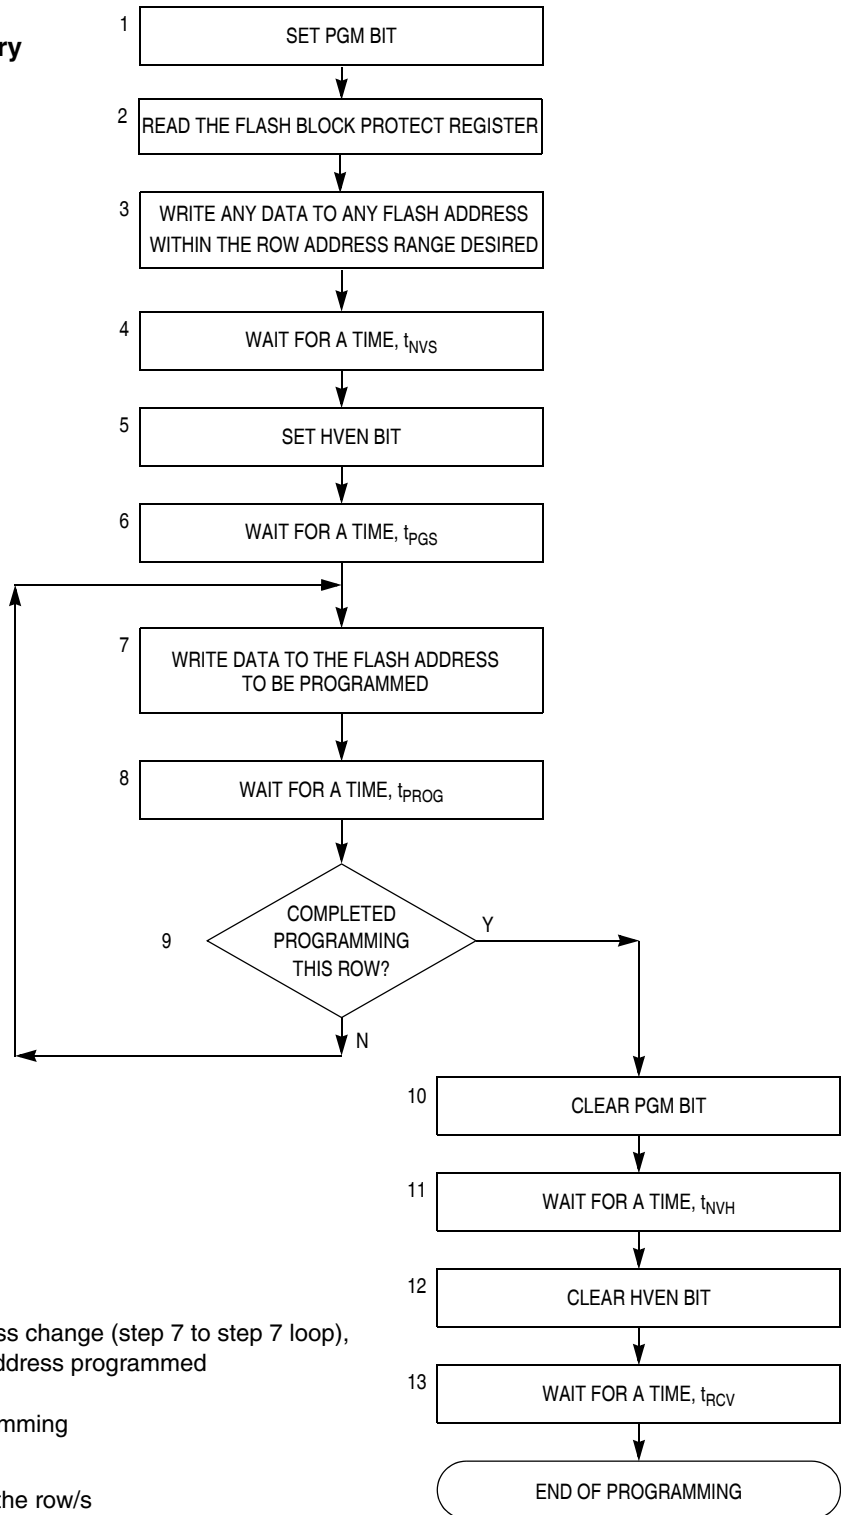 ry
1
SET PGM BIT
2
READ THE FLASH BLOCK PROTECT REGISTER
3
WRITE ANY DATA TO ANY FLASH ADDRESS
WITHIN THE ROW ADDRESS RANGE DESIRED
4
WAIT FOR A TIME, tNVS
5
SET HVEN BIT
6
WAIT FOR A TIME, tPGS
7
WRITE DATA TO THE FLASH ADDRESS
TO BE PROGRAMMED
8
WAIT FOR A TIME, tPROG
9
COMPLETED
PROGRAMMING
THIS ROW?
Y
N
10
CLEAR PGM BIT
11
WAIT FOR A TIME, tNVH
12
CLEAR HVEN BIT
13
WAIT FOR A TIME, tRCV
END OF PROGRAMMING
ss change (step 7 to step 7 loop),
ddress programmed
mming
the row/s